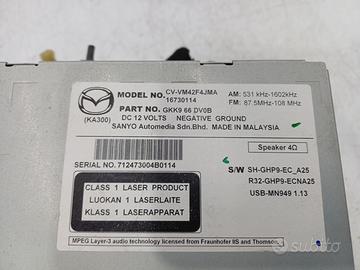 MODEL NO. CV-VM42F4JMA
16730114
AM: 531 kHz-1602kHz
FM: 87.5MHz-108 MHz
PART NO. GKK9 66 DV0B
DC 12 VOLTS NEGATIVE GROUND
(KA300)
SANYO Automedia Sdn.Bhd. MADE IN MALAYSIA
Speaker 4Ω
SERIAL NO. 712473004B0114
S/W SH-GHP9-EC_A25
R32-GHP9-ECNA25
USB-MN949 1.13
CLASS 1 LASER PRODUCT
LUOKAN 1 LASERLAITE
KLASS 1 LASERAPPARAT
MPEG Layer-3 audio technology licensed from Fraunhofer IIS and Thomson.
subito